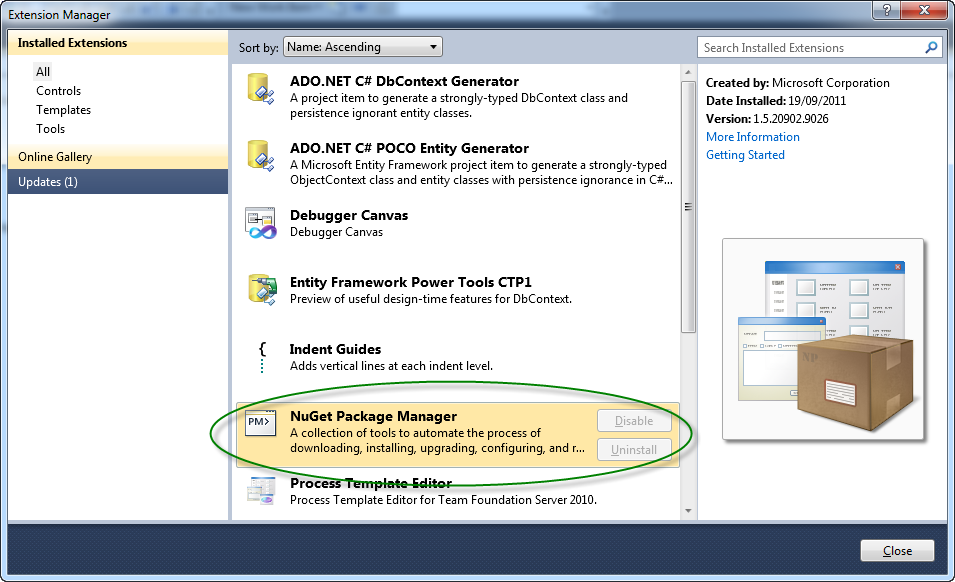 Extension Manager
?
Installed Extensions
All
Controls
Templates
Tools
Online Gallery
Updates (1)
Sort by: Name: Ascending
Search Installed Extensions
ADO.NET C# DbContext Generator
A project item to generate a strongly-typed DbContext class and
persistence ignorant entity classes.
ADO.NET C# POCO Entity Generator
A Microsoft Entity Framework project item to generate a strongly-typed
ObjectContext class and entity classes with persistence ignorance in C#...
Debugger Canvas
Debugger Canvas
Entity Framework Power Tools CTP1
Preview of useful design-time features for DbContext.
Indent Guides
Adds vertical lines at each indent level.
PM>
NuGet Package Manager
A collection of tools to automate the process of
downloading, installing, upgrading, configuring, and r...
Disable
Uninstall
Process Template Editor
Process Template Editor for Team Foundation Server 2010.
Created by: Microsoft Corporation
Date Installed: 19/09/2011
Version: 1.5.20902.9026
More Information
Getting Started
Close